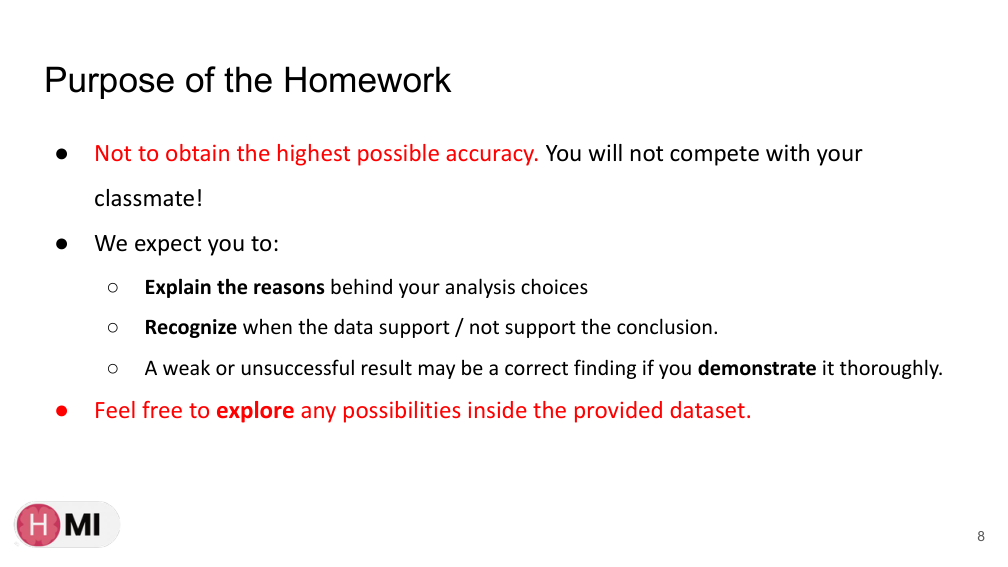 Purpose of the Homework
● Not to obtain the highest possible accuracy. You will not compete with your
classmate!
● We expect you to:
○ Explain the reasons behind your analysis choices
○ Recognize when the data support / not support the conclusion.
○ A weak or unsuccessful result may be a correct finding if you demonstrate it thoroughly.
● Feel free to explore any possibilities inside the provided dataset.
H MI
8